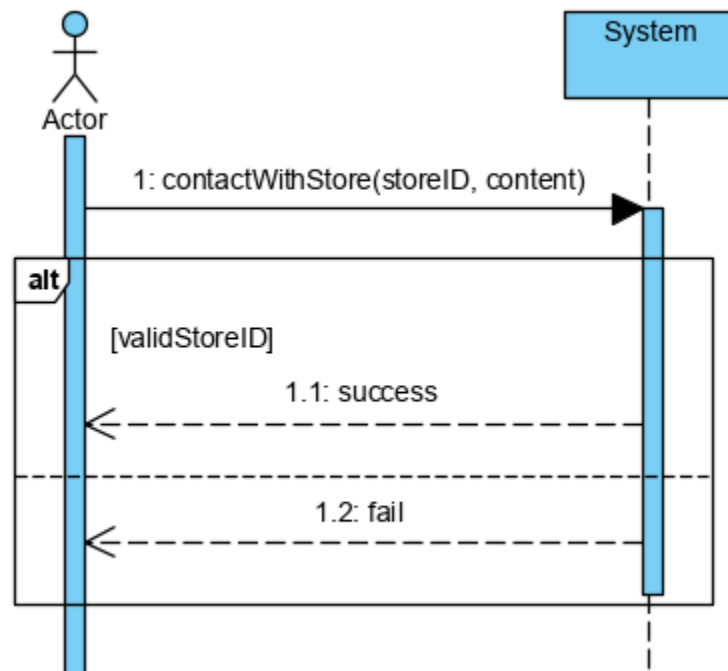 System
Actor
1: contactWithStore(storeID, content)
alt
[validStoreID]
1.1: success
1.2: fail